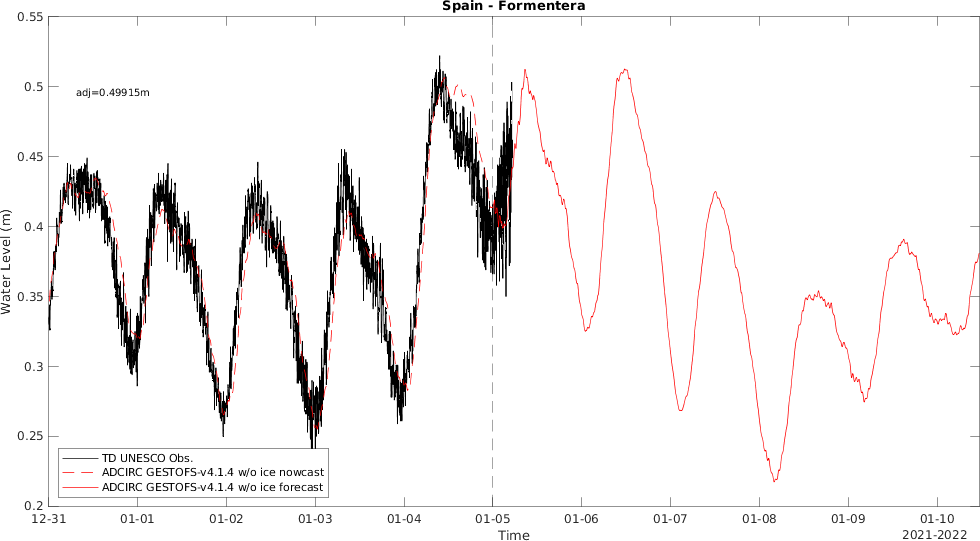 Spain - Formentera
0.55
0.5
0.45
0.4
0.35
0.3
0.25
0.2
Water Level (m)
adj=0.49915m
TD UNESCO Obs.
ADCIRC GESTOFS-v4.1.4 w/o ice nowcast
ADCIRC GESTOFS-v4.1.4 w/o ice forecast
12-31 01-01 01-02 01-03 01-04 01-05 01-06 01-07 01-08 01-09 01-10
Time
2021-2022